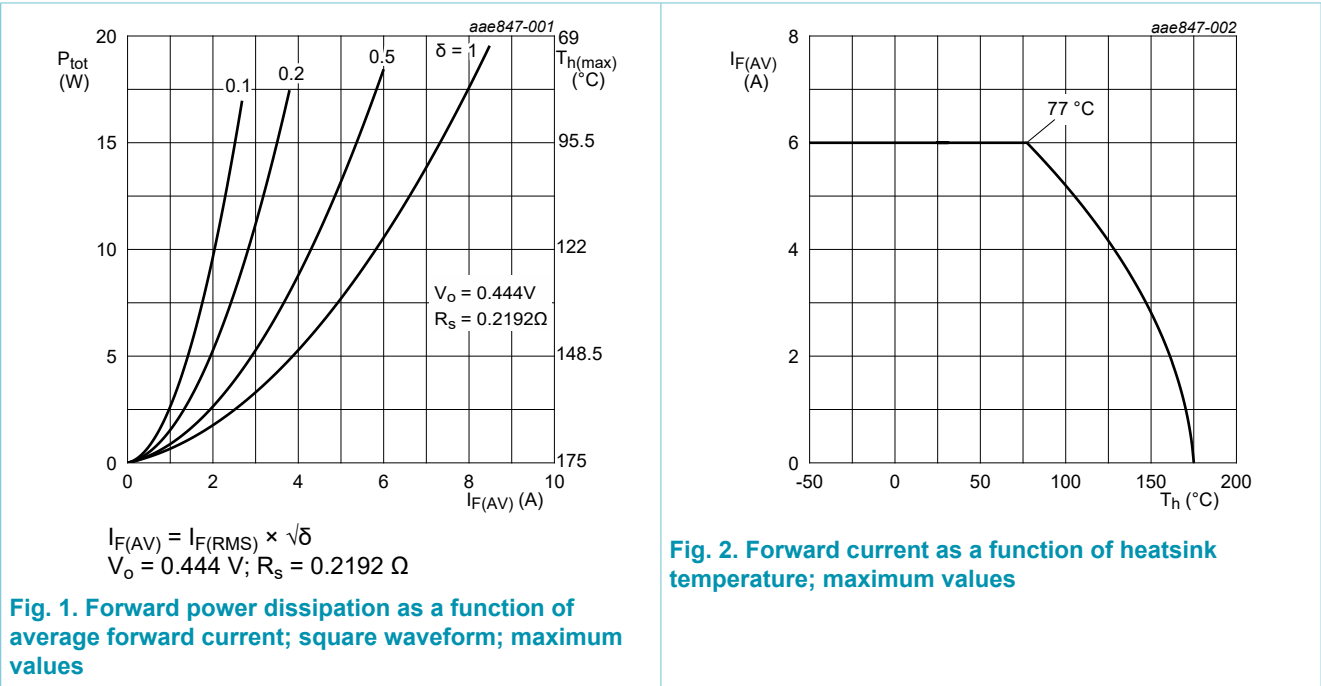 aae847-001
20
69
P_tot
(W)
T_h(max)
(°C)
0.1
0.2
0.5
δ = 1
15
95.5
10
122
V_o = 0.444V
R_s = 0.2192Ω
5
148.5
0
175
0
2
4
6
8
10
I_F(AV) (A)
I_F(AV) = I_F(RMS) × √δ
V_o = 0.444 V; R_s = 0.2192 Ω
Fig. 1. Forward power dissipation as a function of
average forward current; square waveform; maximum
values
aae847-002
8
I_F(AV)
(A)
77 °C
6
4
2
0
-50
0
50
100
150
200
T_h (°C)
Fig. 2. Forward current as a function of heatsink
temperature; maximum values